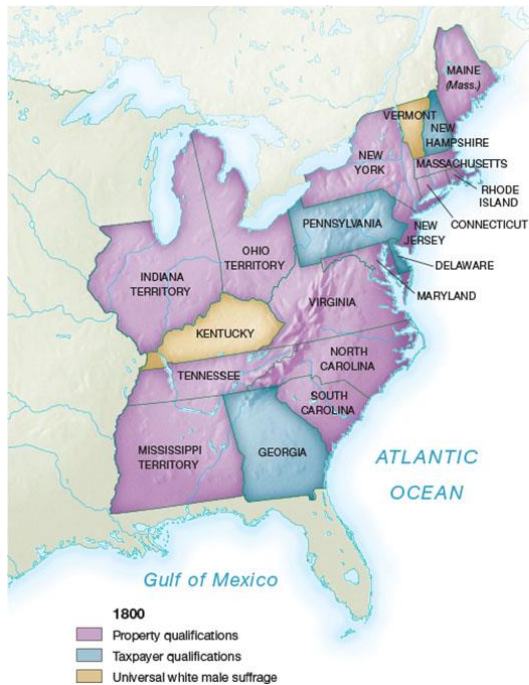 MAINE
(Mass.)
VERMONT
NEW
HAMPSHIRE
NEW
YORK
MASSACHUSETTS
RHODE
ISLAND
CONNECTICUT
PENNSYLVANIA
NEW
JERSEY
OHIO
TERRITORY
DELAWARE
INDIANA
TERRITORY
MARYLAND
VIRGINIA
KENTUCKY
NORTH
CAROLINA
TENNESSEE
SOUTH
CAROLINA
MISSISSIPPI
TERRITORY
GEORGIA
ATLANTIC
OCEAN
Gulf of Mexico
1800
Property qualifications
Taxpayer qualifications
Universal white male suffrage